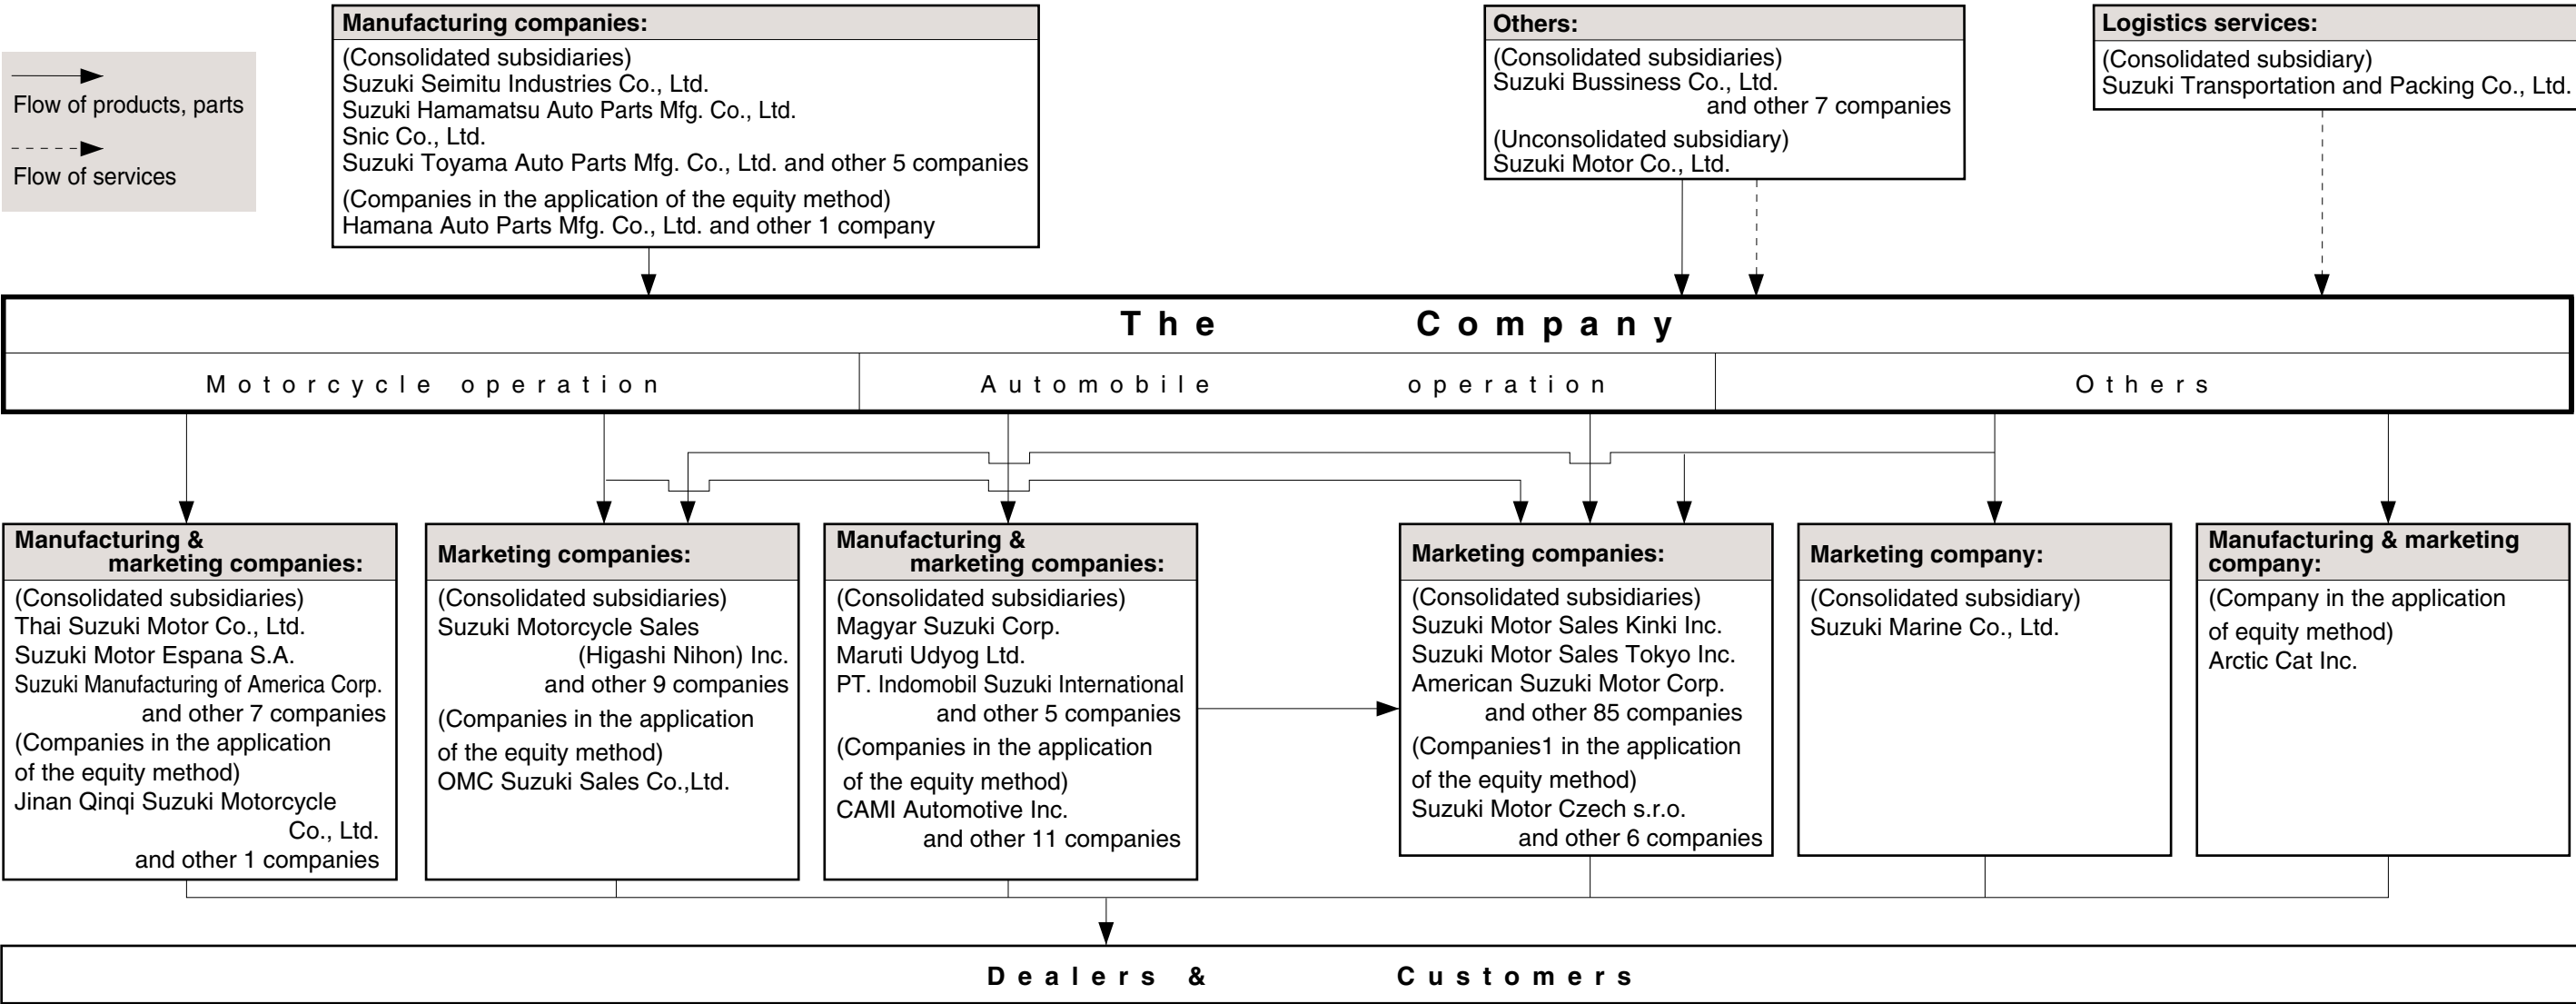 Flow of products, parts
Flow of services
Manufacturing companies:
(Consolidated subsidiaries)
Suzuki Seimitu Industries Co., Ltd.
Suzuki Hamamatsu Auto Parts Mfg. Co., Ltd.
Snic Co., Ltd.
Suzuki Toyama Auto Parts Mfg. Co., Ltd. and other 5 companies
(Companies in the application of the equity method)
Hamana Auto Parts Mfg. Co., Ltd. and other 1 company
Others:
(Consolidated subsidiaries)
Suzuki Bussiness Co., Ltd.
and other 7 companies
(Unconsolidated subsidiary)
Suzuki Motor Co., Ltd.
Logistics services:
(Consolidated subsidiary)
Suzuki Transportation and Packing Co., Ltd.
The Company
Motorcycle operation
Automobile operation
Others
Manufacturing &
marketing companies:
(Consolidated subsidiaries)
Thai Suzuki Motor Co., Ltd.
Suzuki Motor Espana S.A.
Suzuki Manufacturing of America Corp.
and other 7 companies
(Companies in the application
of the equity method)
Jinan Qinqi Suzuki Motorcycle
Co., Ltd.
and other 1 companies
Marketing companies:
(Consolidated subsidiaries)
Suzuki Motorcycle Sales
(Higashi Nihon) Inc.
and other 9 companies
(Companies in the application
of the equity method)
OMC Suzuki Sales Co.,Ltd.
Manufacturing &
marketing companies:
(Consolidated subsidiaries)
Magyar Suzuki Corp.
Maruti Udyog Ltd.
PT. Indomobil Suzuki International
and other 5 companies
(Companies in the application
of the equity method)
CAMI Automotive Inc.
and other 11 companies
Marketing companies:
(Consolidated subsidiaries)
Suzuki Motor Sales Kinki Inc.
Suzuki Motor Sales Tokyo Inc.
American Suzuki Motor Corp.
and other 85 companies
(Companies1 in the application
of the equity method)
Suzuki Motor Czech s.r.o.
and other 6 companies
Marketing company:
(Consolidated subsidiary)
Suzuki Marine Co., Ltd.
Manufacturing & marketing
company:
(Company in the application
of equity method)
Arctic Cat Inc.
Dealers & Customers